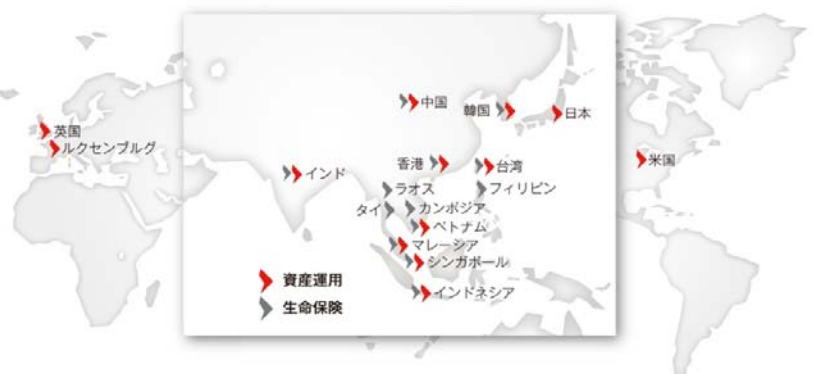 英国
ルクセンブルグ
中国
韓国
日本
インド
香港
台湾
ラオス
フィリピン
タイ
カンボジア
ベトナム
マレーシア
シンガポール
インドネシア
米国
資産運用
生命保険